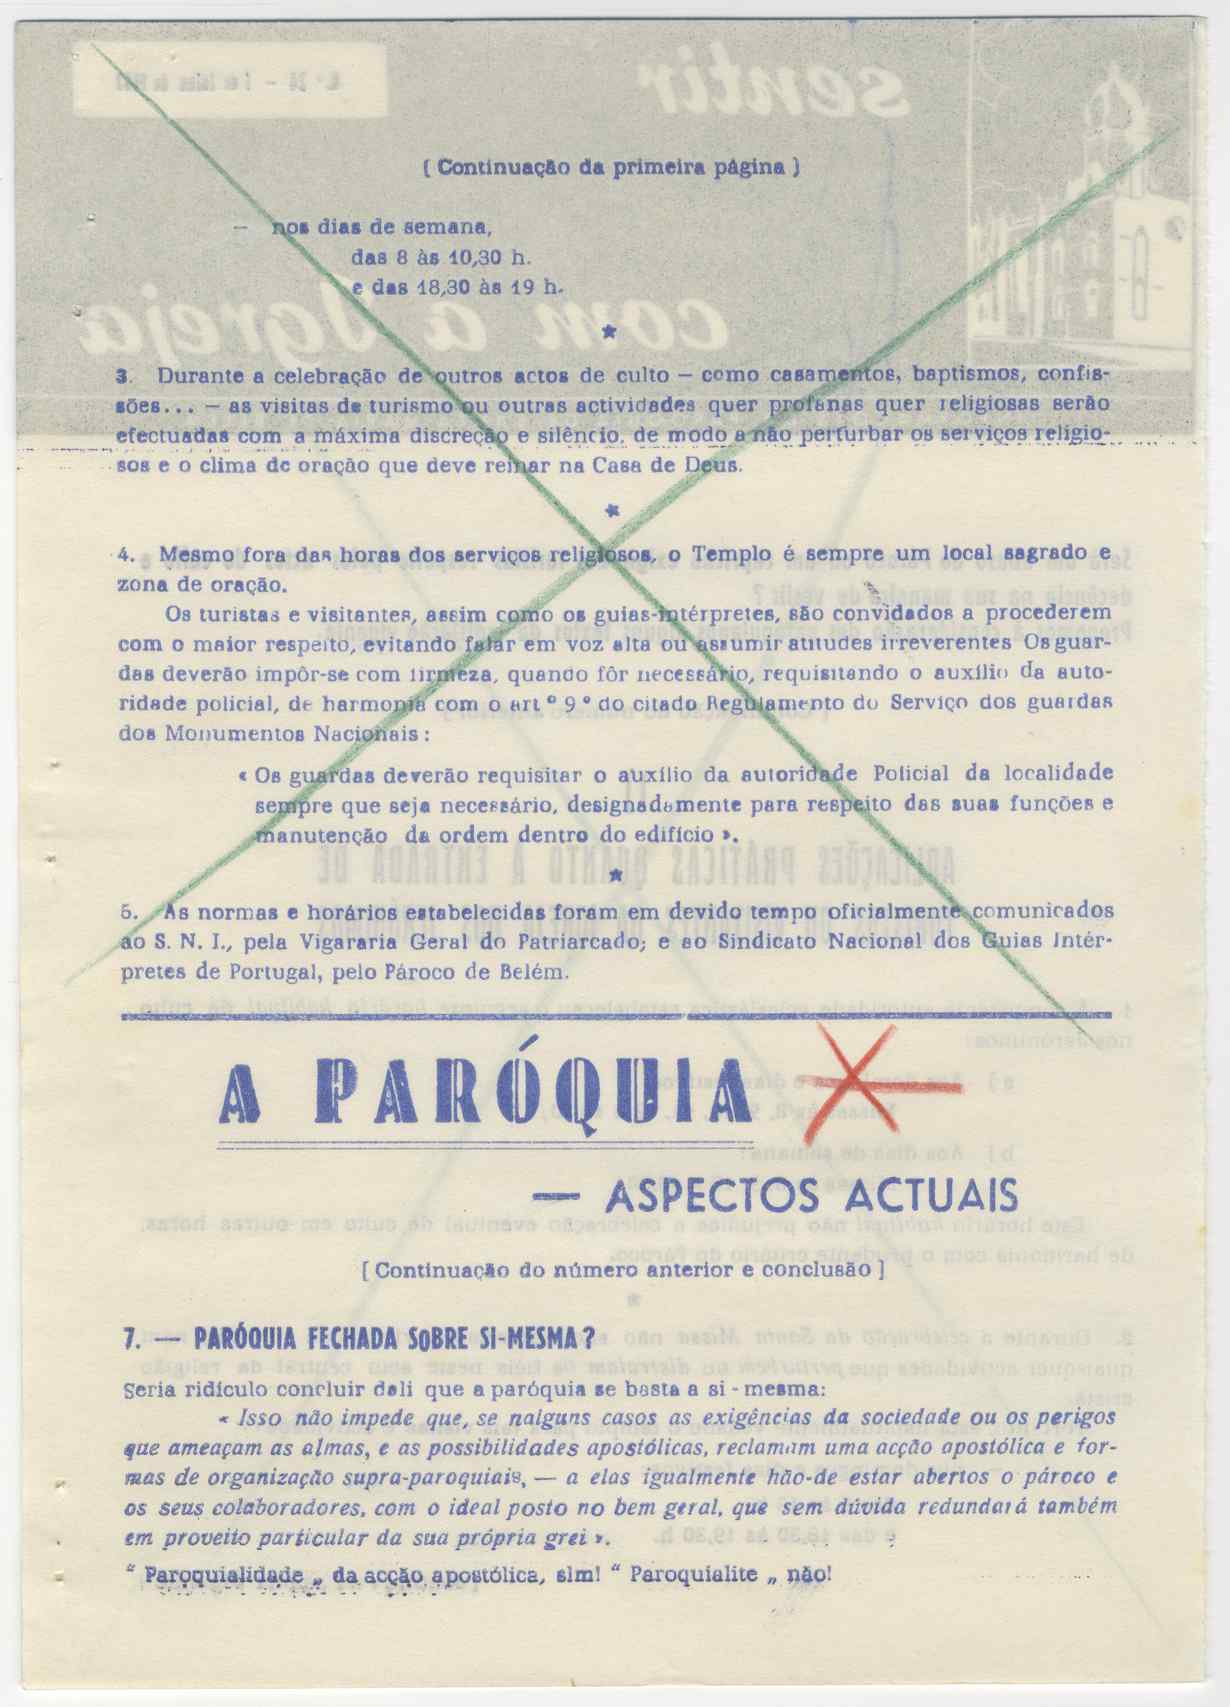 ( Continuação da primeira página )
— nos dias de semana,
das 8 às 10,30 h.
e das 18,30 às 19 h.
3. Durante a celebração de outros actos de culto — como casamentos, baptismos, confis-
sões... — as visitas de turismo ou outras actividades quer profanas quer religiosas serão
efectuadas com a máxima discreção e silêncio, de modo a não perturbar os serviços religio-
sos e o clima de oração que deve reinar na Casa de Deus.
4. Mesmo fora das horas dos serviços religiosos, o Templo é sempre um local sagrado e
zona de oração.
Os turistas e visitantes, assim como os guias-intérpretes, são convidados a procederem
com o maior respeito, evitando falar em voz alta ou assumir atitudes irreverentes Os guar-
das deverão impôr-se com firmeza, quando fôr necessário, requisitando o auxílio da auto-
ridade policial, de harmonia com o art º 9 º do citado Regulamento do Serviço dos guardas
dos Monumentos Nacionais :
« Os guardas deverão requisitar o auxílio da autoridade Policial da localidade
sempre que seja necessário, designadamente para respeito das suas funções e
manutenção da ordem dentro do edifício ».
5. As normas e horários estabelecidas foram em devido tempo oficialmente comunicados
ao S. N. I., pela Vigararia Geral do Patriarcado; e ao Sindicato Nacional dos Guias Intér-
pretes de Portugal, pelo Pároco de Belém.
A PARÓQUIA
— ASPECTOS ACTUAIS
[ Continuação do número anterior e conclusão ]
7. — PARÓQUIA FECHADA SOBRE SI-MESMA ?
Seria ridículo concluir dali que a paróquia se basta a si - mesma:
« Isso não impede que, se nalguns casos as exigências da sociedade ou os perigos
que ameaçam as almas, e as possibilidades apostólicas, reclamam uma acção apostólica e for-
mas de organização supra-paroquiais, — a elas igualmente hão-de estar abertos o pároco e
os seus colaboradores, com o ideal posto no bem geral, que sem dúvida redundará também
em proveito particular da sua própria grei ».
“ Paroquialidade „ da acção apostólica, sim! “ Paroquialite „ não!